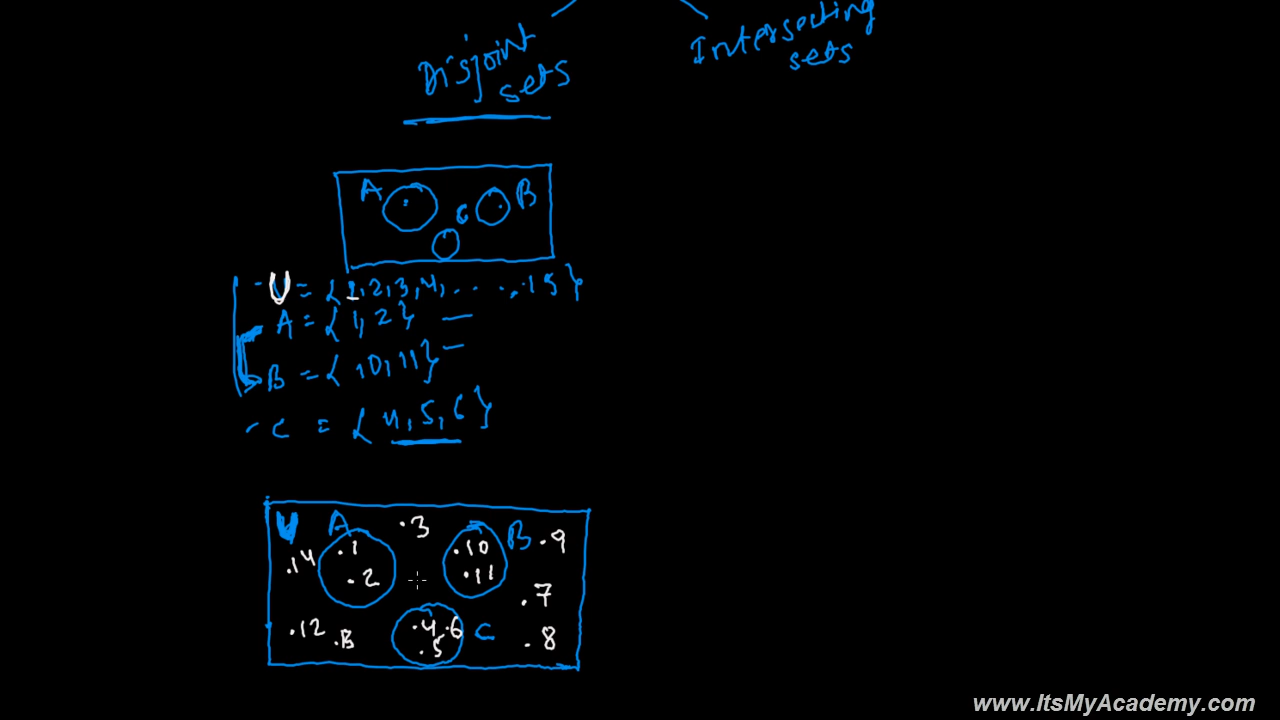 Disjoint sets
Intersecting sets
A B
C
U = {1, 2, 3, 4, . . . , . 15}
A = {1, 2} —
B = {10, 11} —
C = {4, 5, 6}
U A .3 B .9
.14 .1 .10
.2 .11 .7
.12 .13 .4 .6 C .8
.5
www.ItsMyAcademy.com